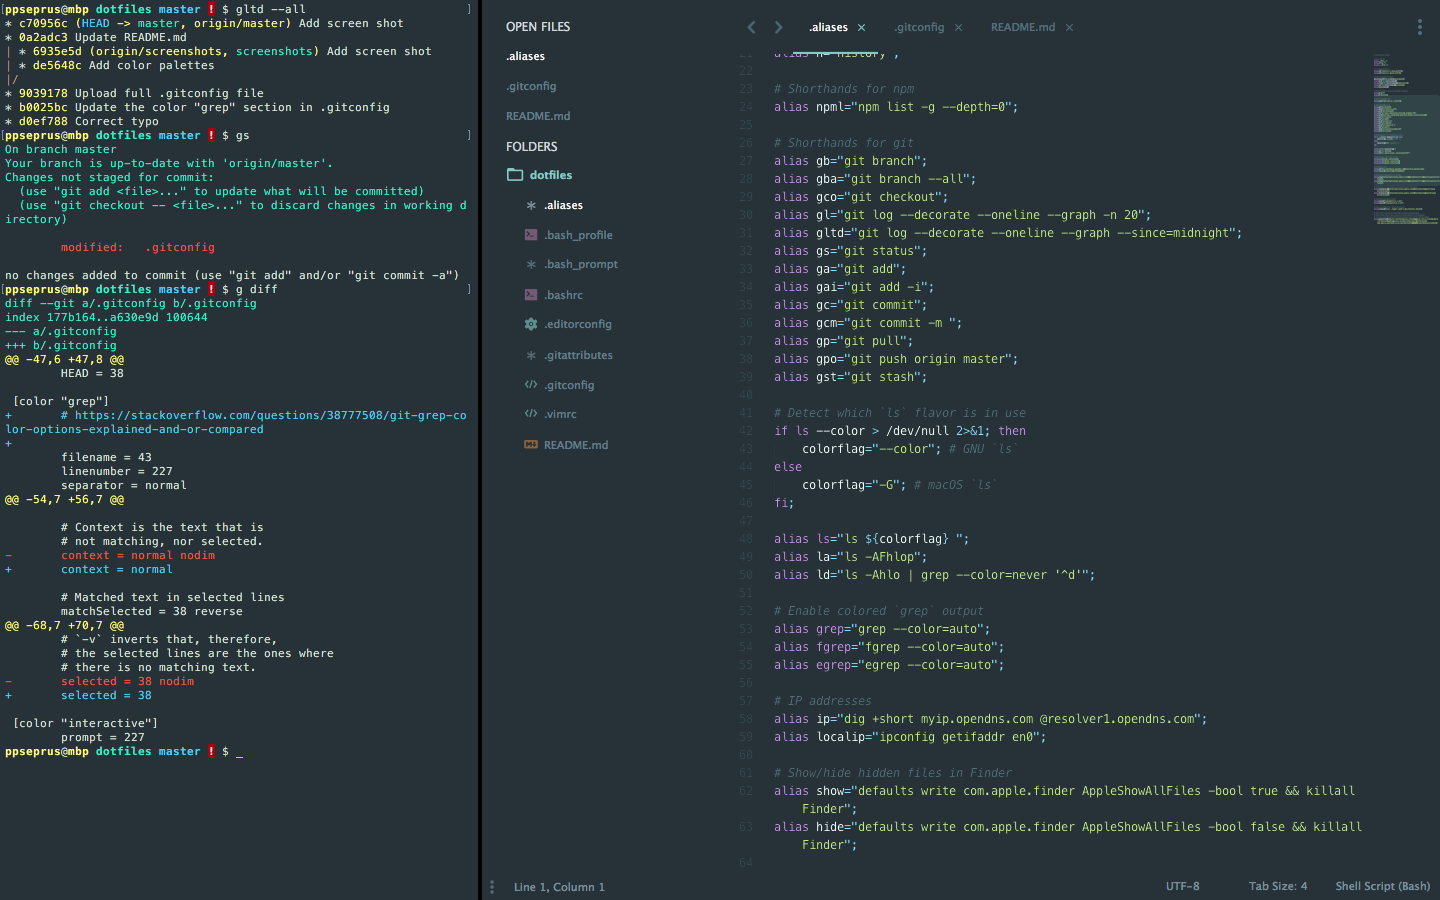 [ppseprus@mbp dotfiles master ! $ gltd --all ]
* c70956c (HEAD -> master, origin/master) Add screen shot
* 0a2adc3 Update README.md
| * 6935e5d (origin/screenshots, screenshots) Add screen shot
| * de5648c Add color palettes
|/
* 9039178 Upload full .gitconfig file
* b0025bc Update the color "grep" section in .gitconfig
* d0ef788 Correct typo
[ppseprus@mbp dotfiles master ! $ gs ]
On branch master
Your branch is up-to-date with 'origin/master'.
Changes not staged for commit:
  (use "git add <file>..." to update what will be committed)
  (use "git checkout -- <file>..." to discard changes in working d
irectory)
        modified:   .gitconfig
no changes added to commit (use "git add" and/or "git commit -a")
[ppseprus@mbp dotfiles master ! $ g diff ]
diff --git a/.gitconfig b/.gitconfig
index 177b164..a630e9d 100644
--- a/.gitconfig
+++ b/.gitconfig
@@ -47,6 +47,8 @@
        HEAD = 38
 [color "grep"]
+       # https://stackoverflow.com/questions/38777508/git-grep-co
lor-options-explained-and-or-compared
+
        filename = 43
        linenumber = 227
        separator = normal
@@ -54,7 +56,7 @@
        # Context is the text that is
        # not matching, nor selected.
-       context = normal nodim
+       context = normal
        # Matched text in selected lines
        matchSelected = 38 reverse
@@ -68,7 +70,7 @@
        # `-v` inverts that, therefore,
        # the selected lines are the ones where
        # there is no matching text.
-       selected = 38 nodim
+       selected = 38
 [color "interactive"]
        prompt = 227
ppseprus@mbp dotfiles master ! $ _
OPEN FILES
.aliases
.gitconfig
README.md
FOLDERS
dotfiles
.aliases
.bash_profile
.bash_prompt
.bashrc
.editorconfig
.gitattributes
.gitconfig
.vimrc
README.md
.aliases × .gitconfig × README.md ×
21 alias h="history";
22
23 # Shorthands for npm
24 alias npml="npm list -g --depth=0";
25
26 # Shorthands for git
27 alias gb="git branch";
28 alias gba="git branch --all";
29 alias gco="git checkout";
30 alias gl="git log --decorate --oneline --graph -n 20";
31 alias gltd="git log --decorate --oneline --graph --since=midnight";
32 alias gs="git status";
33 alias ga="git add";
34 alias gai="git add -i";
35 alias gc="git commit";
36 alias gcm="git commit -m ";
37 alias gp="git pull";
38 alias gpo="git push origin master";
39 alias gst="git stash";
40
41 # Detect which `ls` flavor is in use
42 if ls --color > /dev/null 2>&1; then
43     colorflag="--color"; # GNU `ls`
44 else
45     colorflag="-G"; # macOS `ls`
46 fi;
47
48 alias ls="ls ${colorflag} ";
49 alias la="ls -AFhlop";
50 alias ld="ls -Ahlo | grep --color=never '^d'";
51
52 # Enable colored `grep` output
53 alias grep="grep --color=auto";
54 alias fgrep="fgrep --color=auto";
55 alias egrep="egrep --color=auto";
56
57 # IP addresses
58 alias ip="dig +short myip.opendns.com @resolver1.opendns.com";
59 alias localip="ipconfig getifaddr en0";
60
61 # Show/hide hidden files in Finder
62 alias show="defaults write com.apple.finder AppleShowAllFiles -bool true && killall
Finder";
63 alias hide="defaults write com.apple.finder AppleShowAllFiles -bool false && killall
Finder";
64
Line 1, Column 1
UTF-8 Tab Size: 4 Shell Script (Bash)